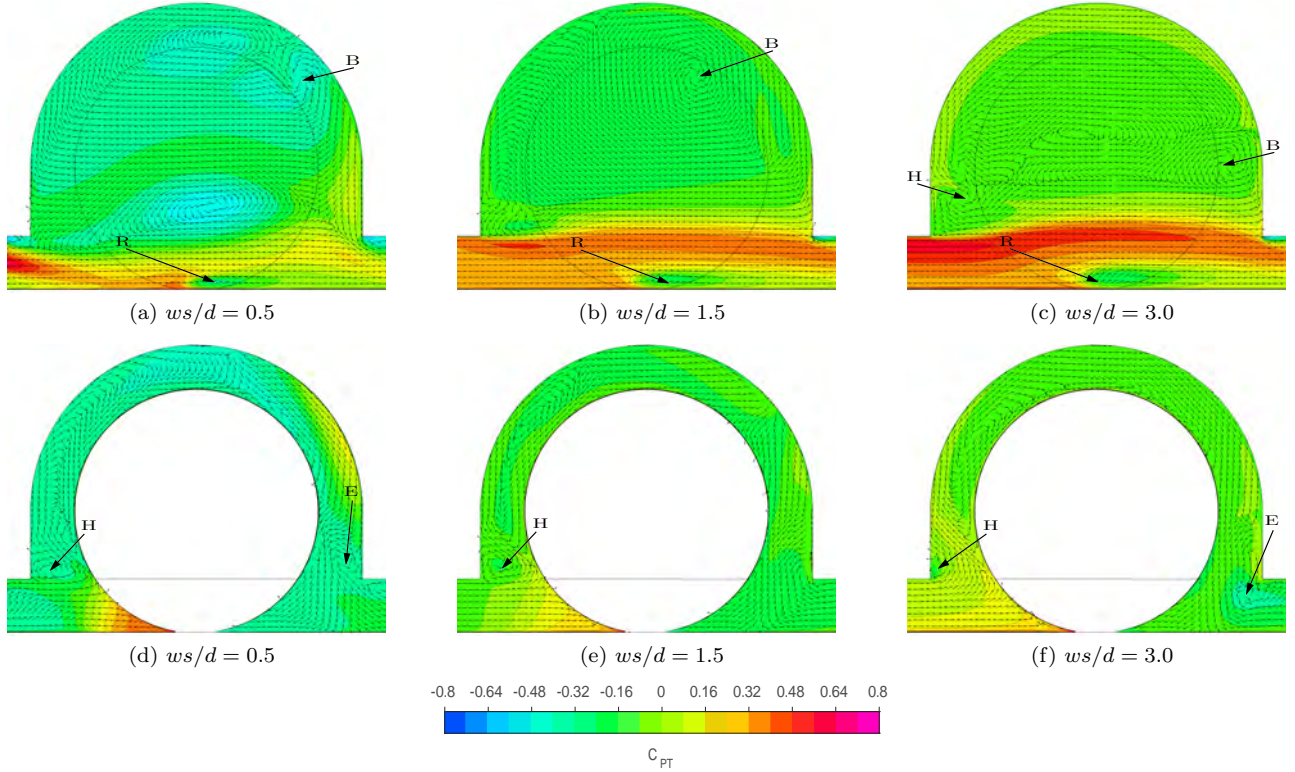 B
R
B
R
H
B
R
(a) ws/d = 0.5
(b) ws/d = 1.5
(c) ws/d = 3.0
H
E
H
H
E
(d) ws/d = 0.5
(e) ws/d = 1.5
(f) ws/d = 3.0
-0.8 -0.64 -0.48 -0.32 -0.16 0 0.16 0.32 0.48 0.64 0.8
C_PT